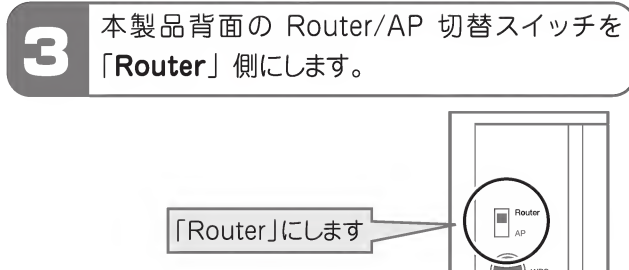 3
本製品背面の Router/AP 切替スイッチを
「Router」側にします。
「Router」にします
Router
AP
WPS